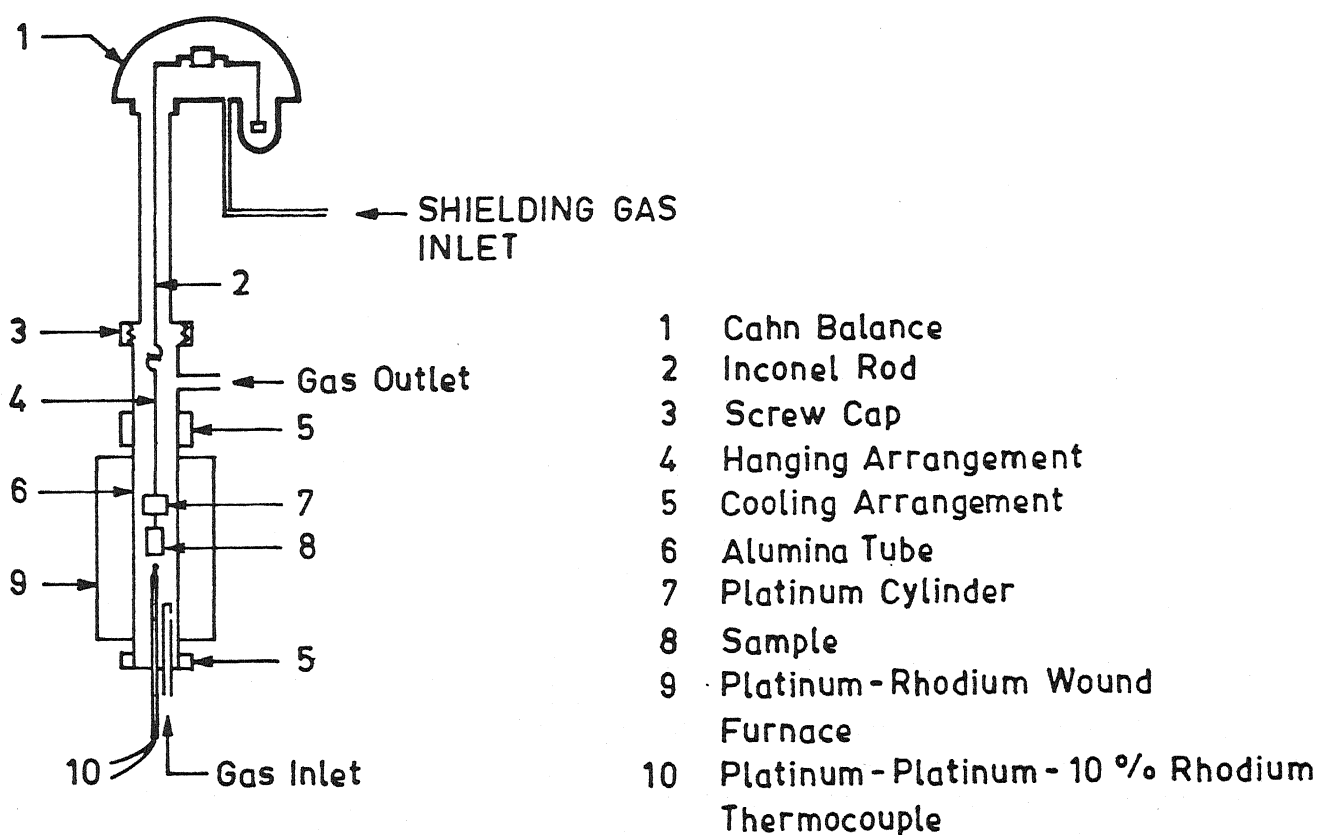 1
SHIELDING GAS
INLET
2
3
Gas Outlet
4
5
6
7
8
9
5
10
Gas Inlet
1 Cahn Balance
2 Inconel Rod
3 Screw Cap
4 Hanging Arrangement
5 Cooling Arrangement
6 Alumina Tube
7 Platinum Cylinder
8 Sample
9 Platinum-Rhodium Wound
Furnace
10 Platinum-Platinum-10 % Rhodium
Thermocouple